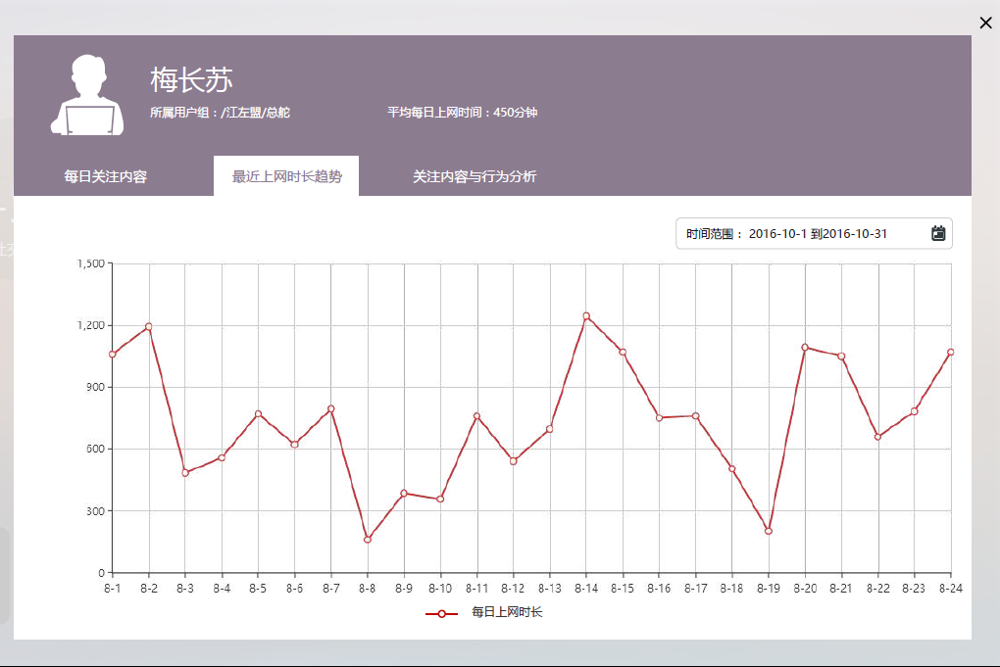 梅长苏
所属用户组：/江左盟/总舵
平均每日上网时间：450分钟
每日关注内容
最近上网时长趋势
关注内容与行为分析
时间范围： 2016-10-1 到2016-10-31
1,500
1,200
900
600
300
0
8-1 8-2 8-3 8-4 8-5 8-6 8-7 8-8 8-9 8-10 8-11 8-12 8-13 8-14 8-15 8-16 8-17 8-18 8-19 8-20 8-21 8-22 8-23 8-24
每日上网时长